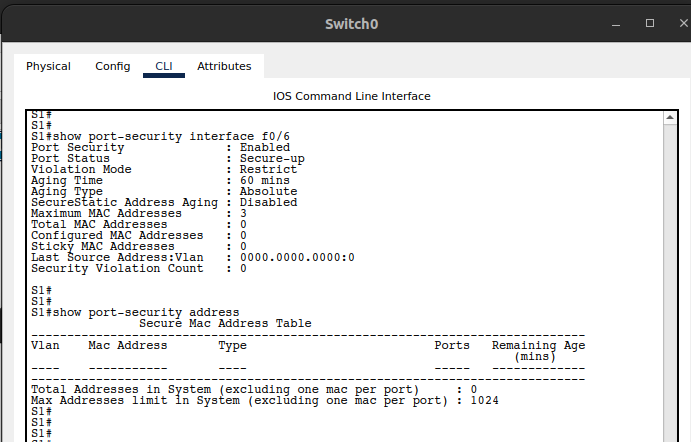 Switch0
Physical Config CLI Attributes
IOS Command Line Interface
S1#
S1#
S1#show port-security interface f0/6
Port Security : Enabled
Port Status : Secure-up
Violation Mode : Restrict
Aging Time : 60 mins
Aging Type : Absolute
SecureStatic Address Aging : Disabled
Maximum MAC Addresses : 3
Total MAC Addresses : 0
Configured MAC Addresses : 0
Sticky MAC Addresses : 0
Last Source Address:Vlan : 0000.0000.0000:0
Security Violation Count : 0
S1#
S1#
S1#show port-security address
Secure Mac Address Table
-----------------------------------------------------------------------------
Vlan Mac Address Type Ports Remaining Age
(mins)
---- ----------- ---- ----- -------------
-----------------------------------------------------------------------------
Total Addresses in System (excluding one mac per port) : 0
Max Addresses limit in System (excluding one mac per port) : 1024
S1#
S1#
S1#
S1#